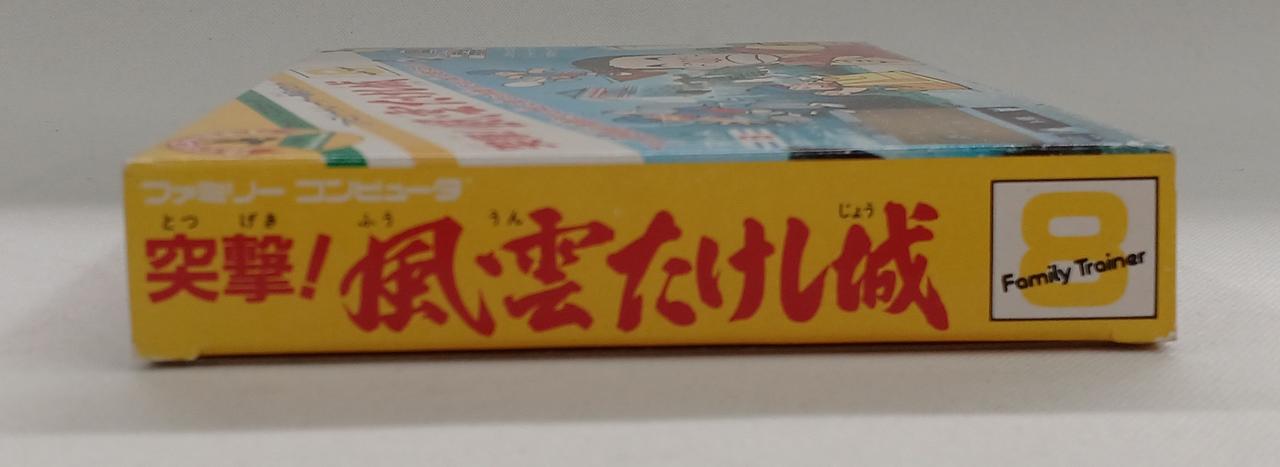 ファミリー コンピュータ
とつ げき ふう うん じょう
突撃! 風雲たけし城
8
Family Trainer